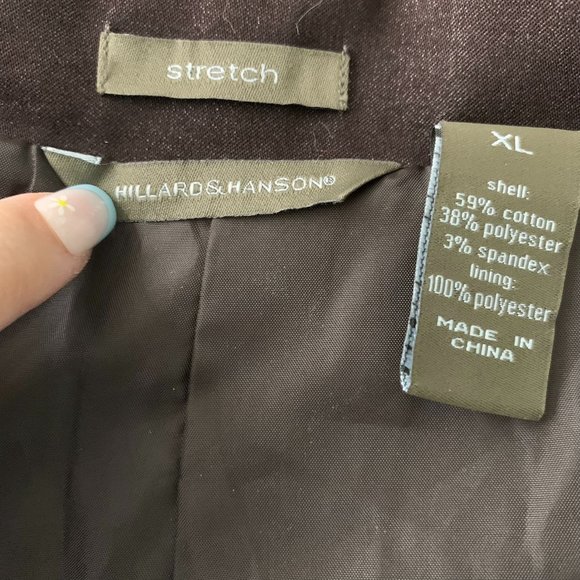 stretch
HILLARD&HANSON®
XL
shell:
59% cotton
38% polyester
3% spandex
lining:
100% polyester
MADE IN
CHINA